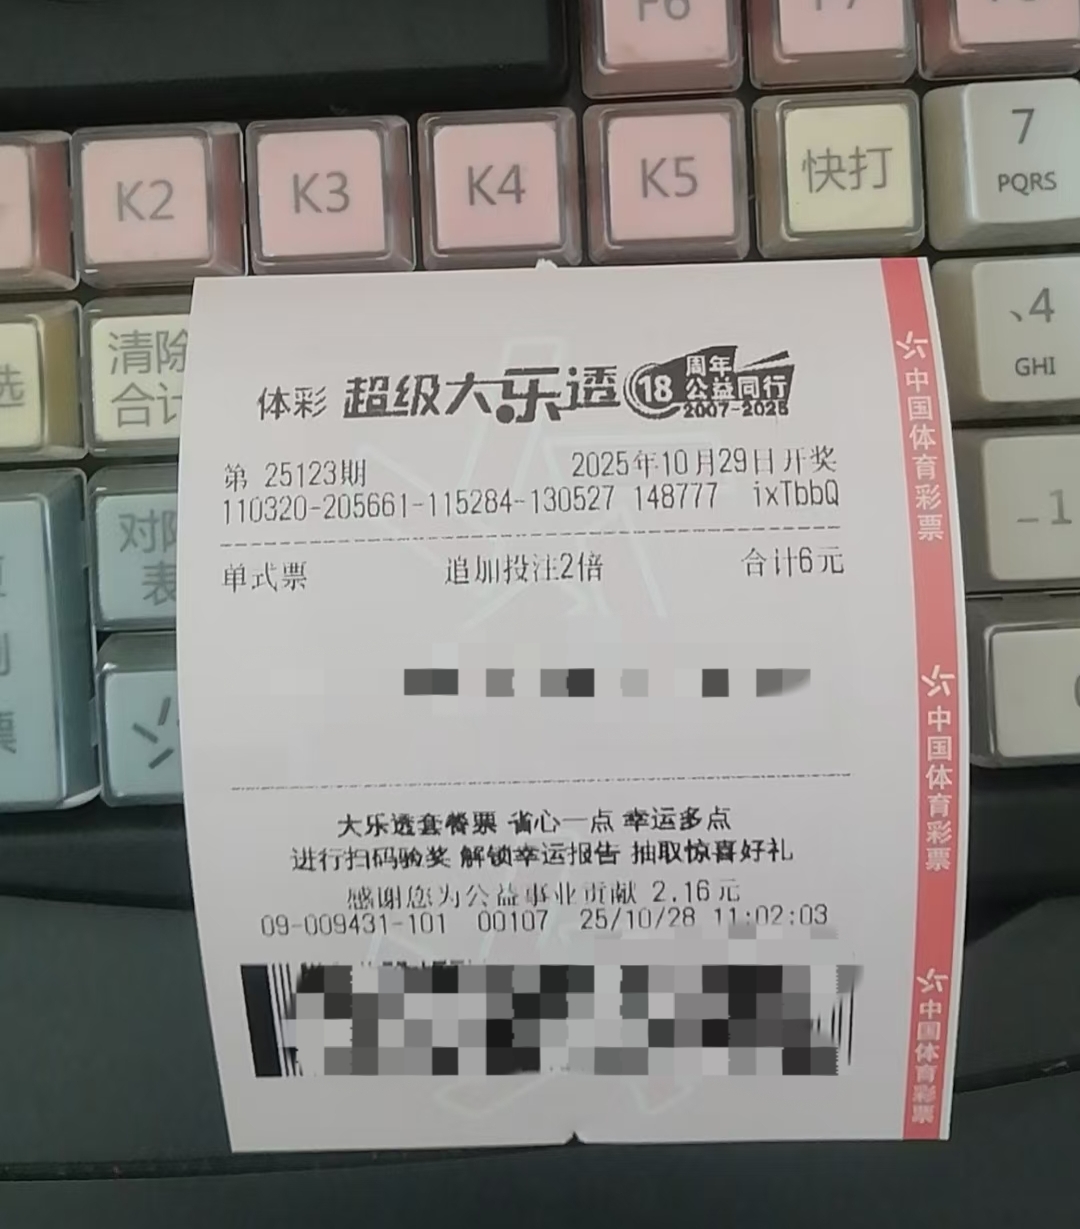 F6
F7
K2
K3
K4
K5
快打
7
PQRS
选
清除
合计
4
GHI
1
体彩 超级大乐透 18 周年
公益同行
2007-2025
第 25123期 2025年10月29日开奖
110320-205661-115284-130527 148777 ixTbbQ
单式票 追加投注2倍 合计6元
大乐透套餐票 省心一点 幸运多点
进行扫码验奖 解锁幸运报告 抽取惊喜好礼
感谢您为公益事业贡献 2.16元
09-009431-101 00107 25/10/28 11:02:03
中国体育彩票
中国体育彩票
中国体育彩票
对
表
票